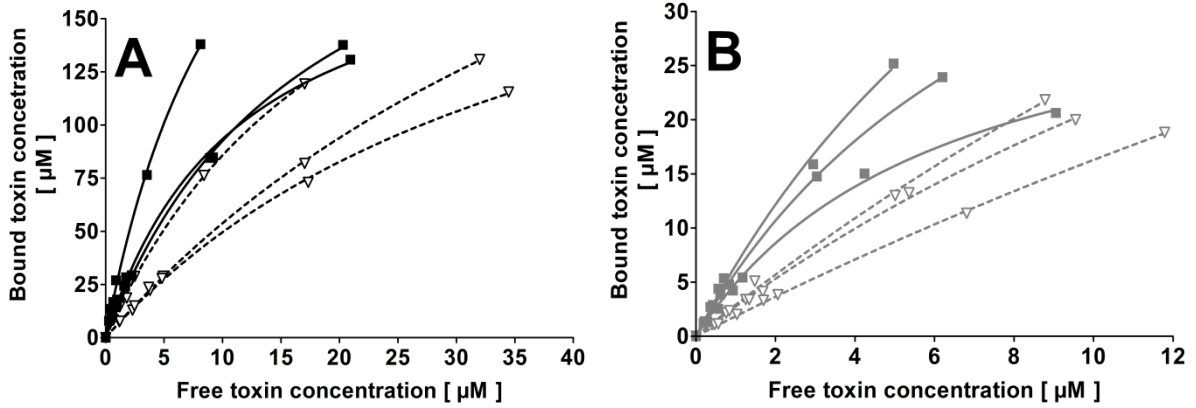 A
Bound toxin concetration
[ µM ]
150
125
100
75
50
25
0
0 5 10 15 20 25 30 35 40
Free toxin concentration [ µM ]
B
Bound toxin concentration
[ µM ]
30
25
20
15
10
5
0
0 2 4 6 8 10 12
Free toxin concentration [ µM ]